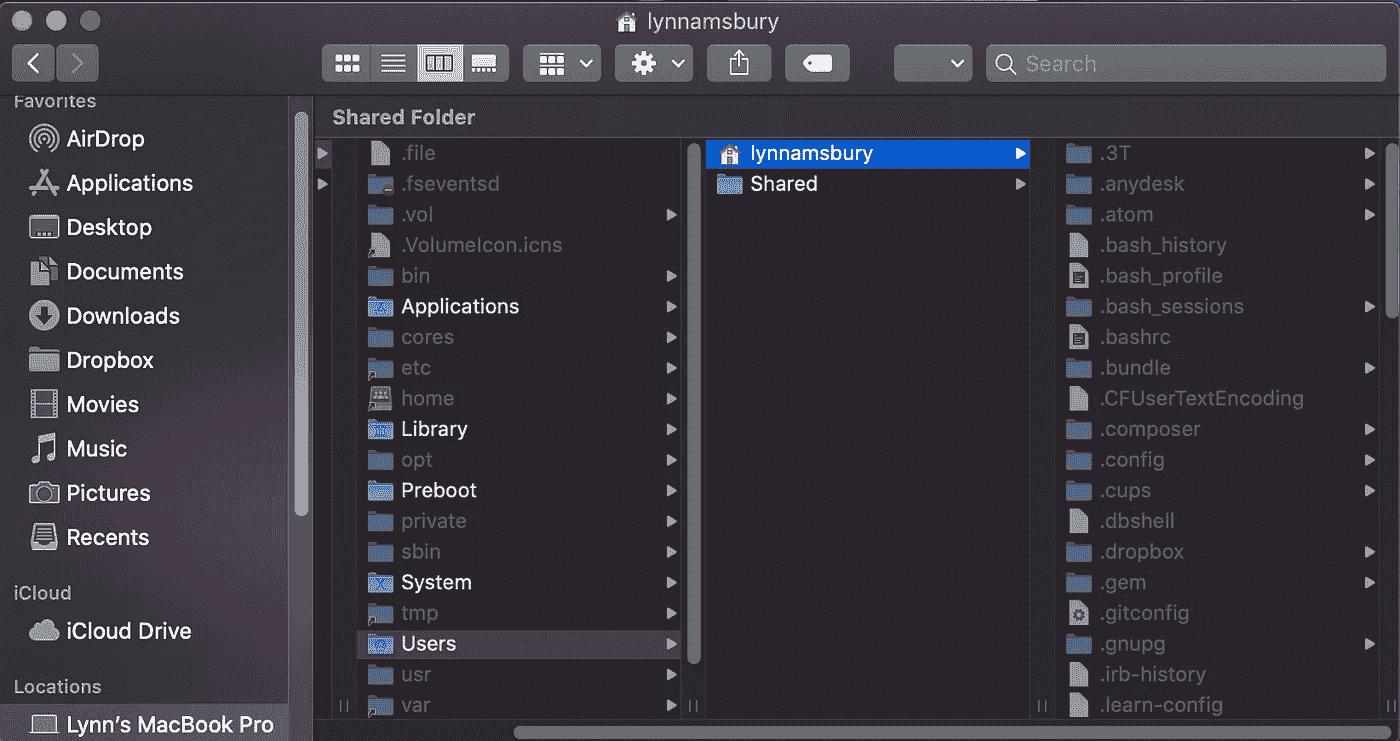 lynnamsbury
Search
Favorites
AirDrop
Applications
Desktop
Documents
Downloads
Dropbox
Movies
Music
Pictures
Recents
iCloud
iCloud Drive
Locations
Lynn's MacBook Pro
Shared Folder
.file
.fseventsd
.vol
.VolumeIcon.icns
bin
Applications
cores
etc
home
Library
opt
Preboot
private
sbin
System
tmp
Users
usr
var
lynnamsbury
Shared
.3T
.anydesk
.atom
.bash_history
.bash_profile
.bash_sessions
.bashrc
.bundle
.CFUserTextEncoding
.composer
.config
.cups
.dbshell
.dropbox
.gem
.gitconfig
.gnupg
.irb-history
.learn-config